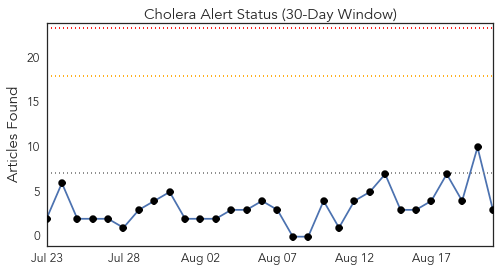 Cholera Alert Status (30-Day Window)
Articles Found
20
15
10
5
0
Jul 23
Jul 28
Aug 02
Aug 07
Aug 12
Aug 17